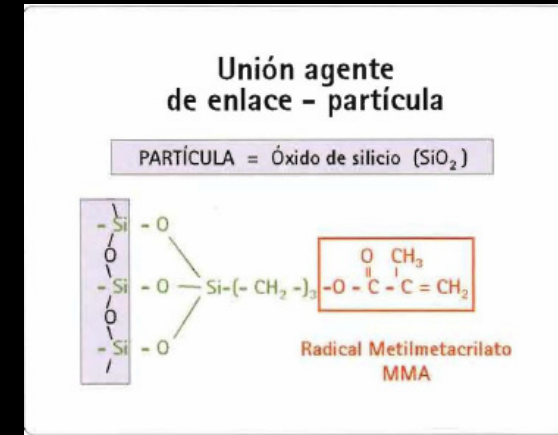 Unión agente
de enlace - partícula
PARTÍCULA = Óxido de silicio (SiO₂)
- Si - O
O
O CH₃
- Si - O - Si-(- CH₂ -)₃ -O - C - C = CH₂
O
- Si - O
Radical Metilmetacrilato
MMA